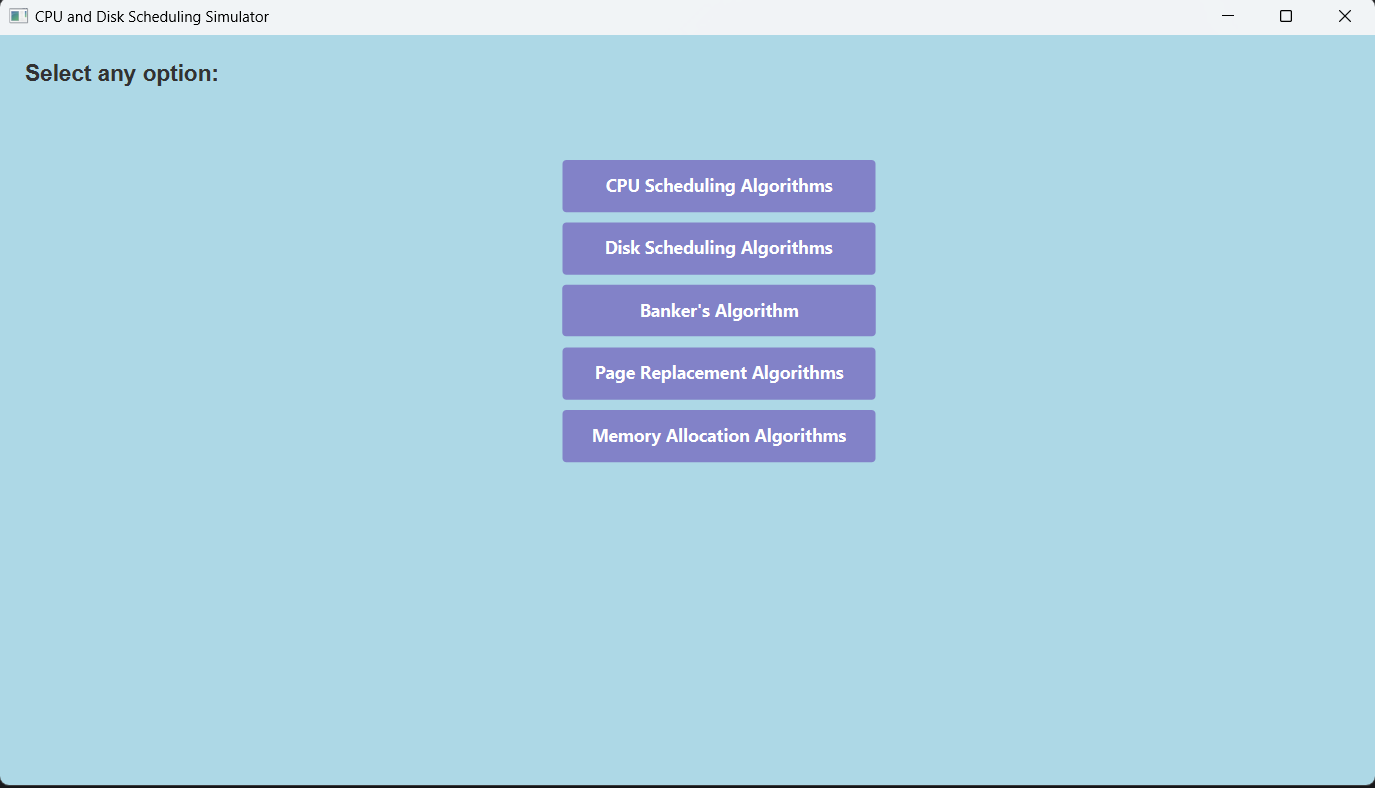 CPU and Disk Scheduling Simulator
Select any option:
CPU Scheduling Algorithms
Disk Scheduling Algorithms
Banker's Algorithm
Page Replacement Algorithms
Memory Allocation Algorithms